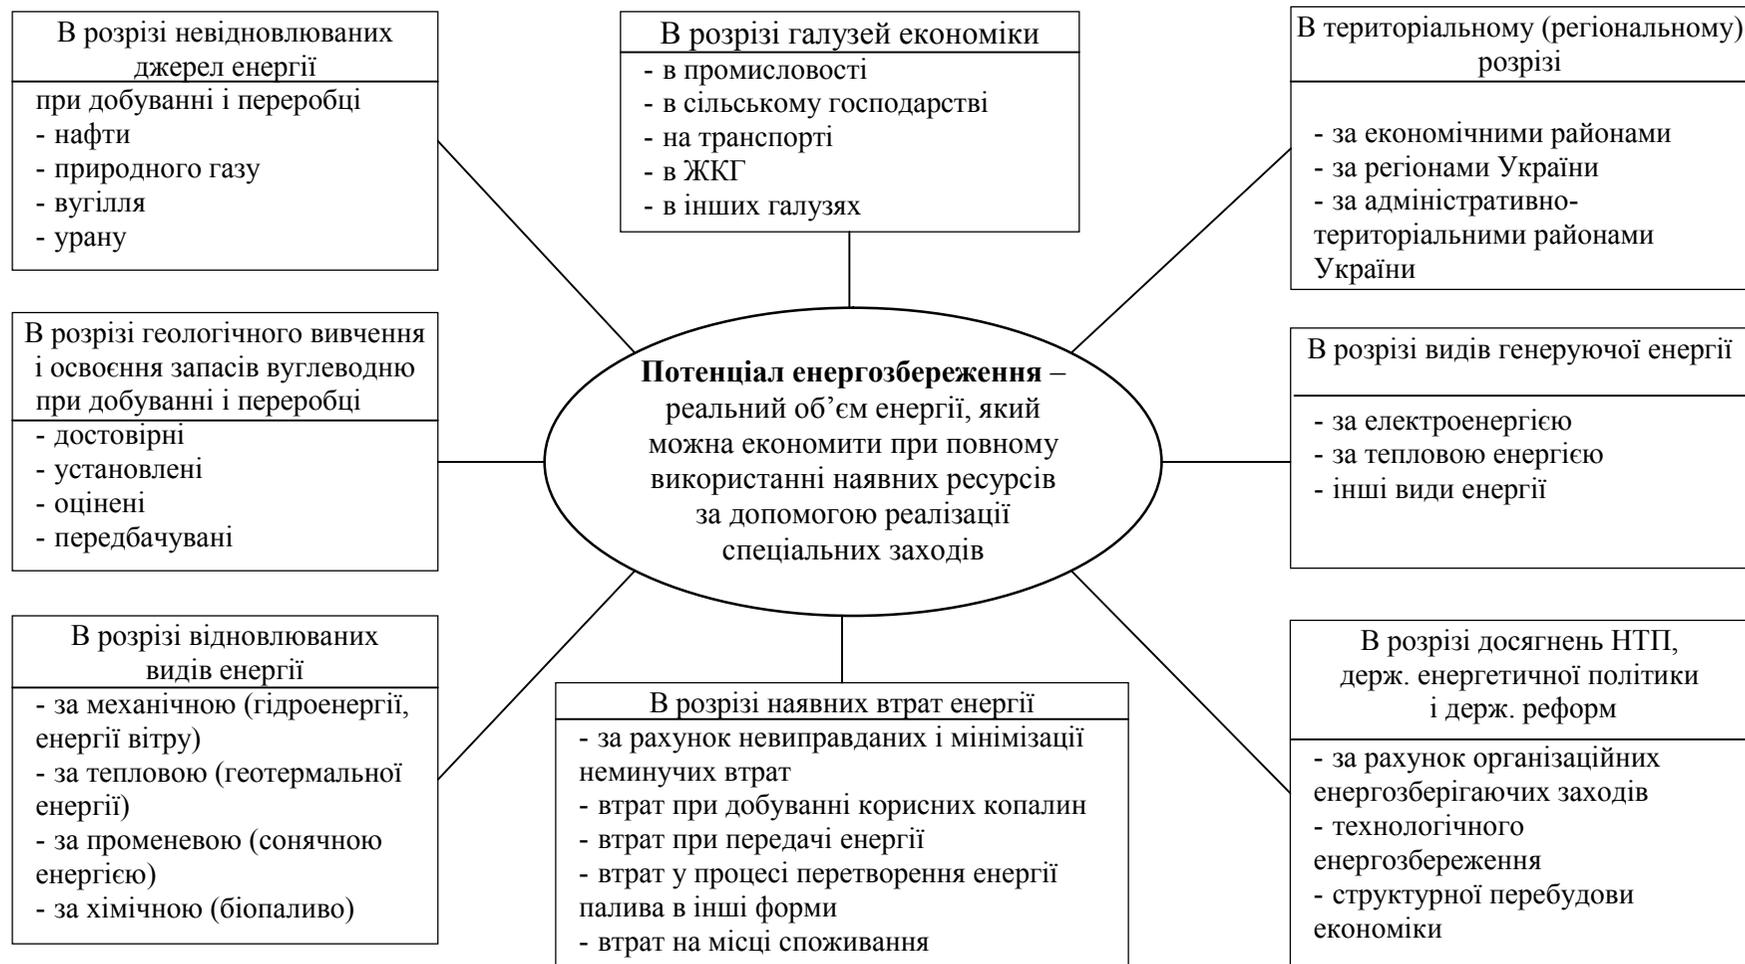 В розрізі невідновлюваних
джерел енергії
при добуванні і переробці
- нафти
- природного газу
- вугілля
- урану
В розрізі галузей економіки
- в промисловості
- в сільському господарстві
- на транспорті
- в ЖКГ
- в інших галузях
В територіальному (регіональному)
розрізі
- за економічними районами
- за регіонами України
- за адміністративно-
територіальними районами
України
В розрізі геологічного вивчення
і освоєння запасів вуглеводню
при добуванні і переробці
- достовірні
- установлені
- оцінені
- передбачувані
Потенціал енергозбереження –
реальний об’єм енергії, який
можна економити при повному
використанні наявних ресурсів
за допомогою реалізації
спеціальних заходів
В розрізі видів генеруючої енергії
- за електроенергією
- за тепловою енергією
- інші види енергії
В розрізі відновлюваних
видів енергії
- за механічною (гідроенергії,
енергії вітру)
- за тепловою (геотермальної
енергії)
- за променевою (сонячною
енергією)
- за хімічною (біопаливо)
В розрізі наявних втрат енергії
- за рахунок невиправданих і мінімізації
неминучих втрат
- втрат при добуванні корисних копалин
- втрат при передачі енергії
- втрат у процесі перетворення енергії
палива в інші форми
- втрат на місці споживання
В розрізі досягнень НТП,
держ. енергетичної політики
і держ. реформ
- за рахунок організаційних
енергозберігаючих заходів
- технологічного
енергозбереження
- структурної перебудови
економіки